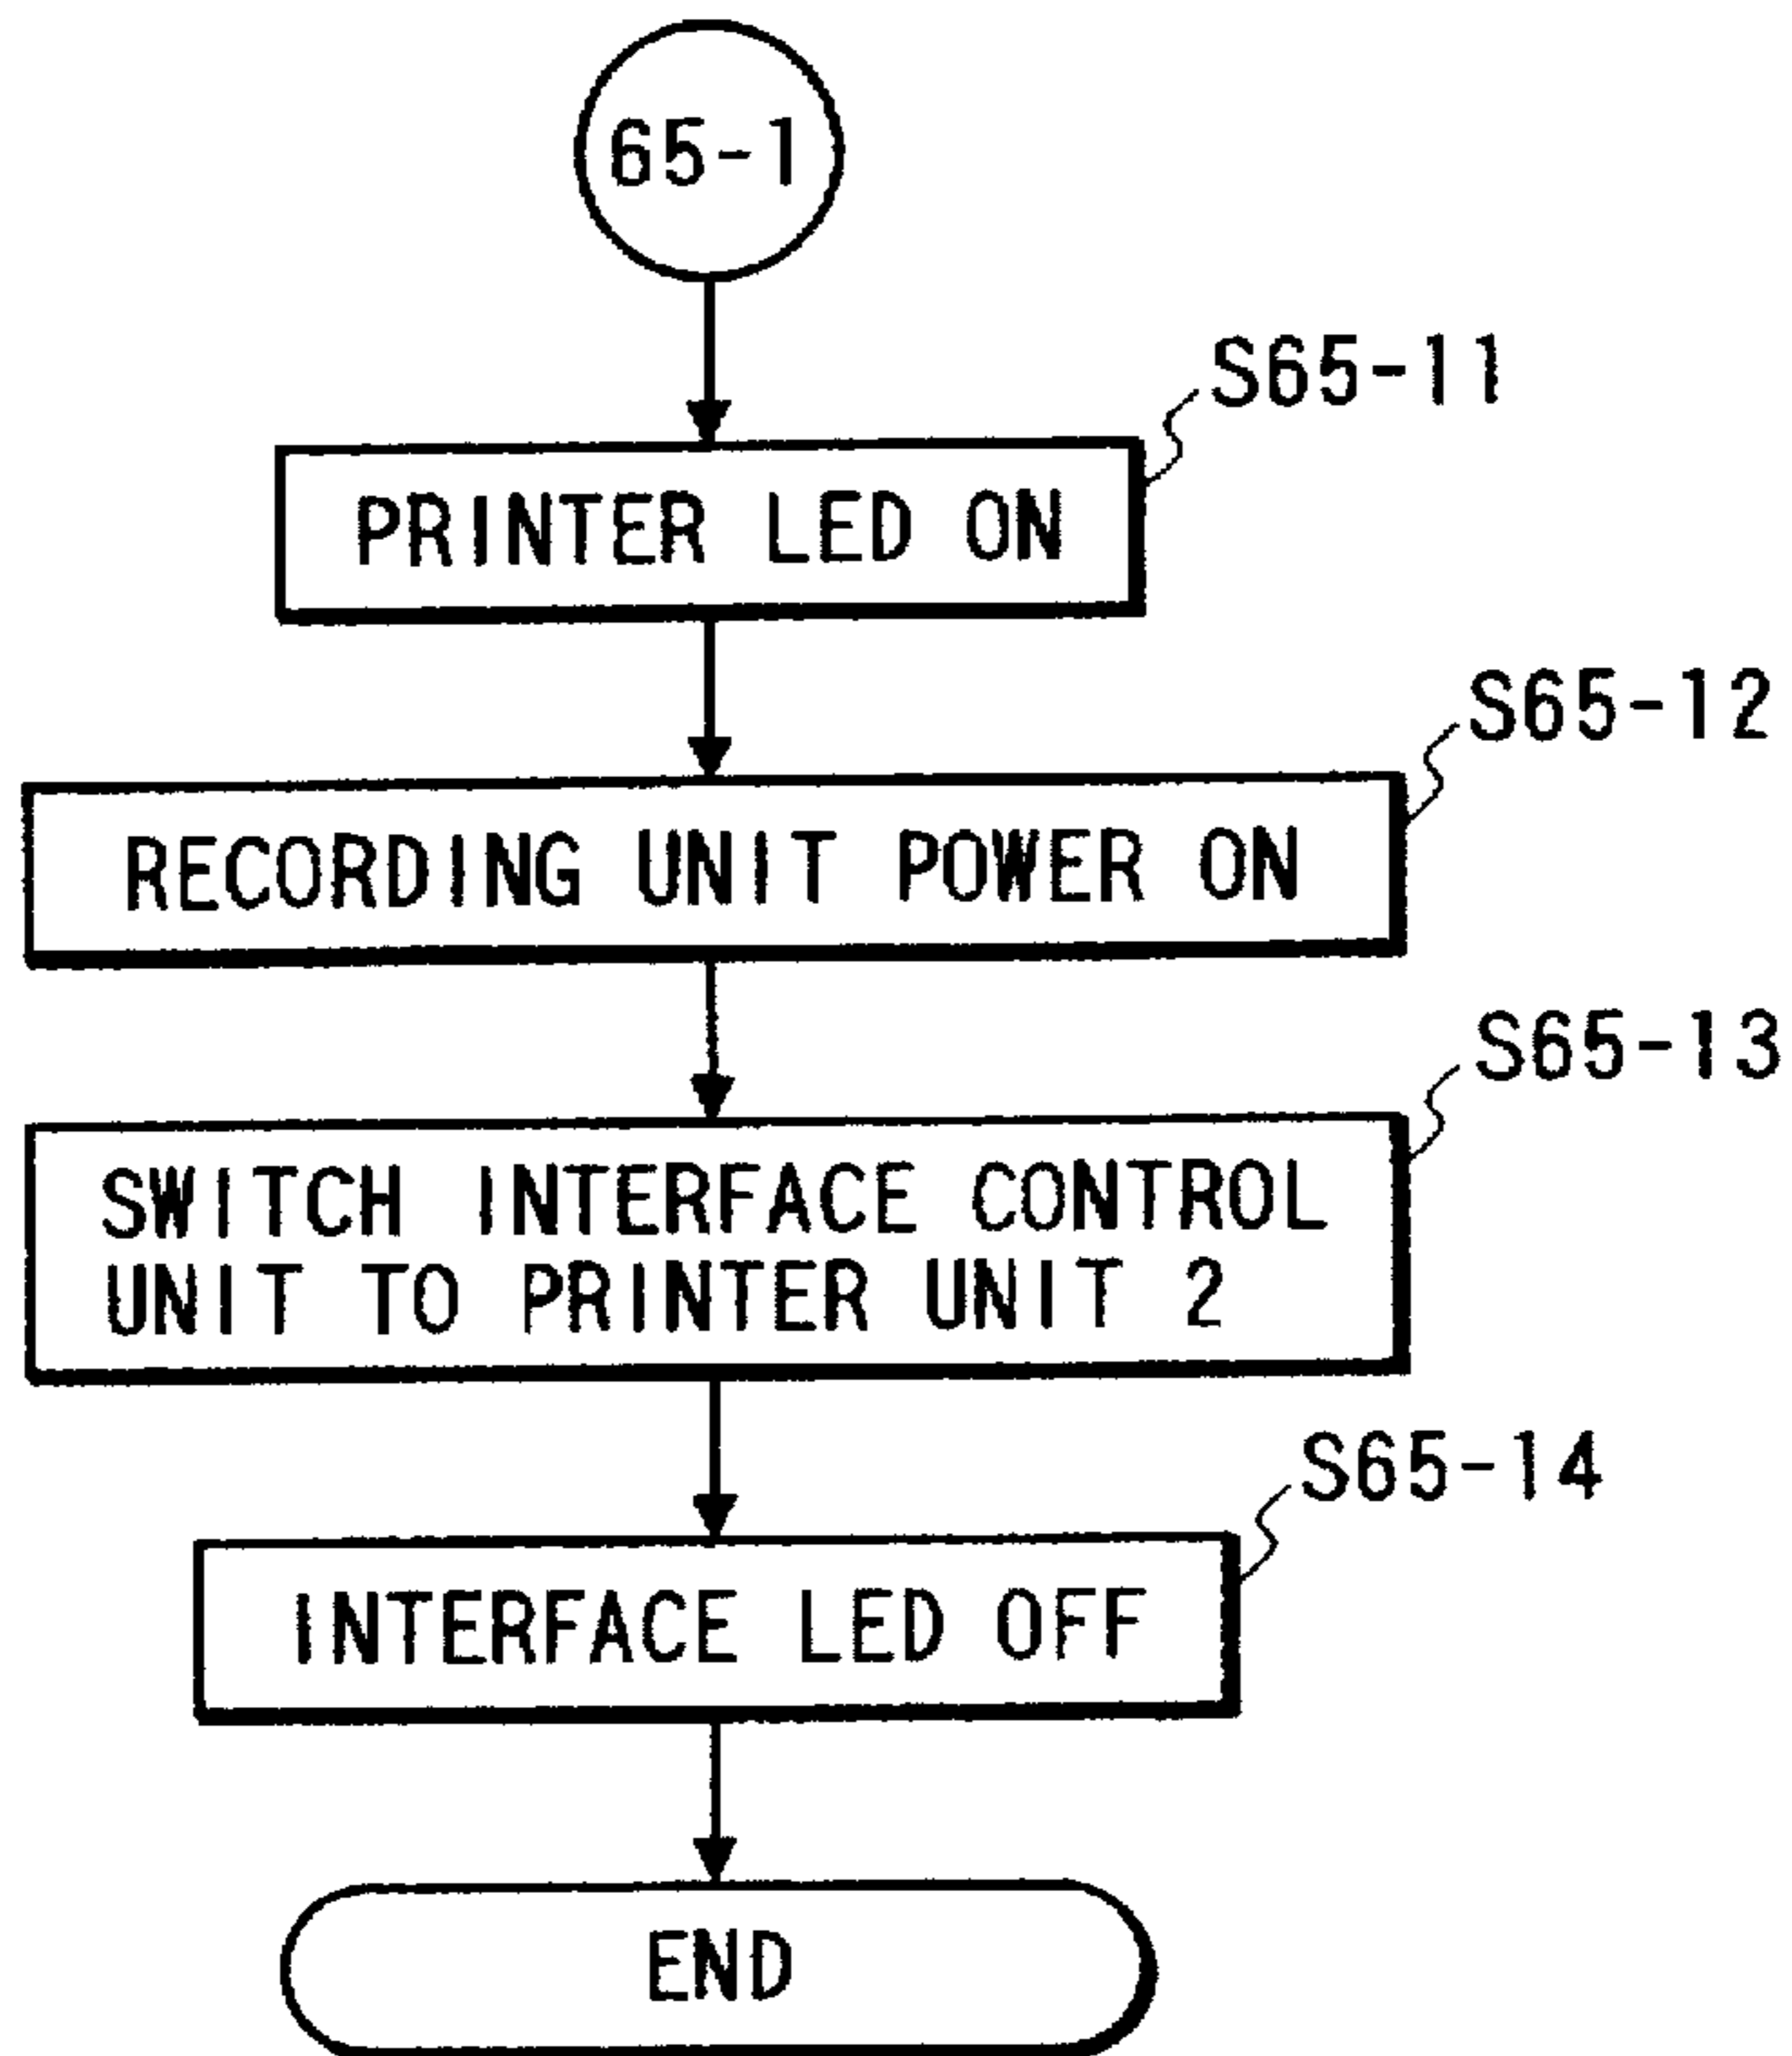 65-1
S65-11
PRINTER LED ON
S65-12
RECORDING UNIT POWER ON
S65-13
SWITCH INTERFACE CONTROL
UNIT TO PRINTER UNIT 2
S65-14
INTERFACE LED OFF
END